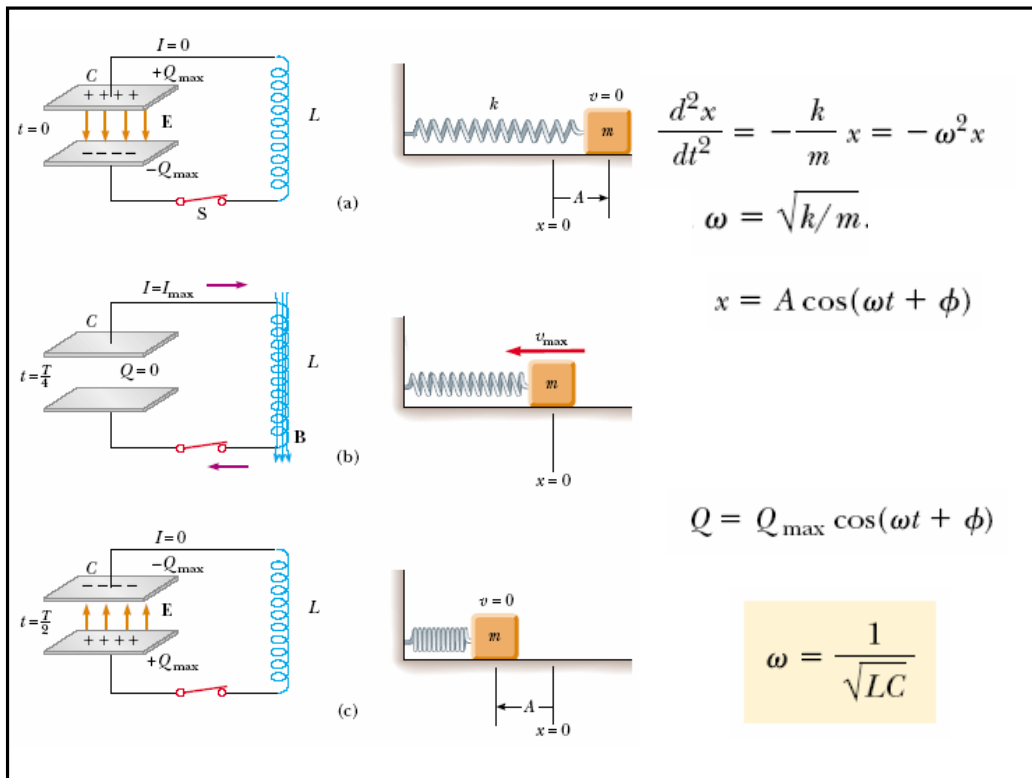 I = 0
C
+Q_max
+ + + +
t = 0
E
− − − −
−Q_max
S
L
(a)
k
v = 0
m
A
x = 0
d²x/dt² = −(k/m) x = −ω²x
ω = √(k/m).
x = A cos(ωt + ϕ)
I = I_max
C
t = T/4
Q = 0
L
B
(b)
v_max
m
x = 0
Q = Q_max cos(ωt + ϕ)
I = 0
C
−Q_max
− − − −
t = T/2
E
+ + + +
+Q_max
L
(c)
v = 0
m
A
x = 0
ω = 1/√(LC)